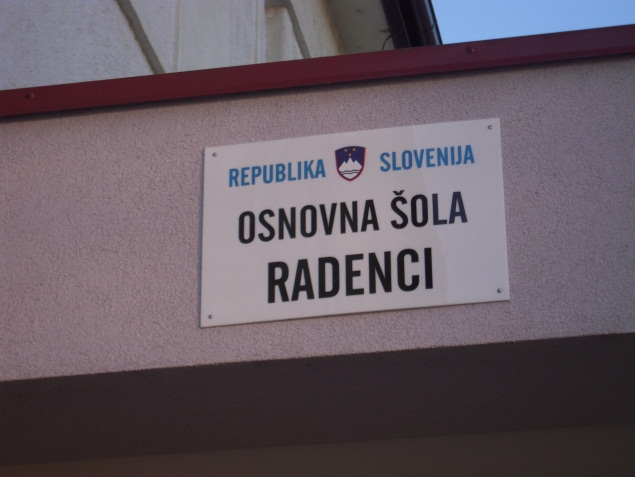 REPUBLIKA SLOVENIJA
OSNOVNA ŠOLA
RADENCI